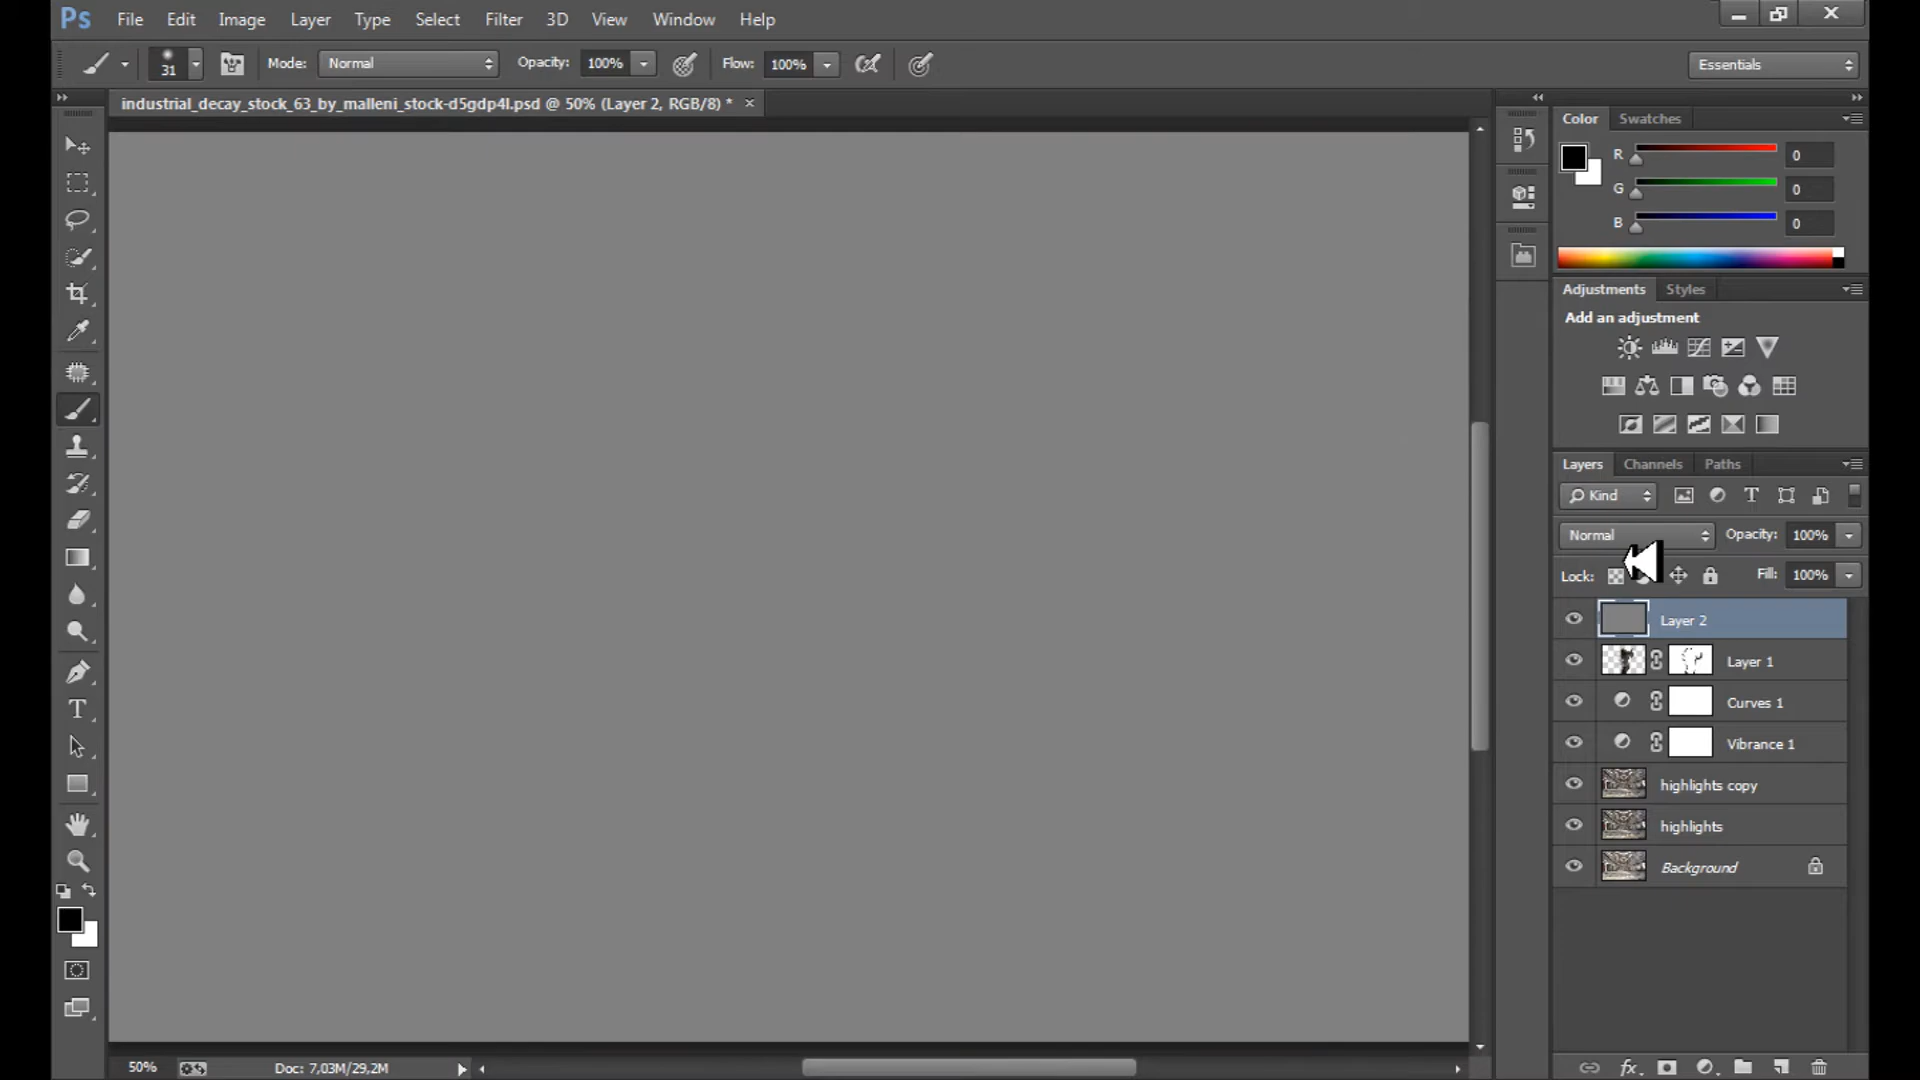 Ps File Edit Image Layer Type Select Filter 3D View Window Help
31 Mode: Normal Opacity: 100% Flow: 100% Essentials
industrial_decay_stock_63_by_malleni_stock-d5gdp4l.psd @ 50% (Layer 2, RGB/8) *
Color Swatches
R 0
G 0
B 0
Adjustments Styles
Add an adjustment
Layers Channels Paths
Kind
Normal Opacity: 100%
Lock: Fill: 100%
Layer 2
Layer 1
Curves 1
Vibrance 1
highlights copy
highlights
Background
50% Doc: 7,03M/29,2M